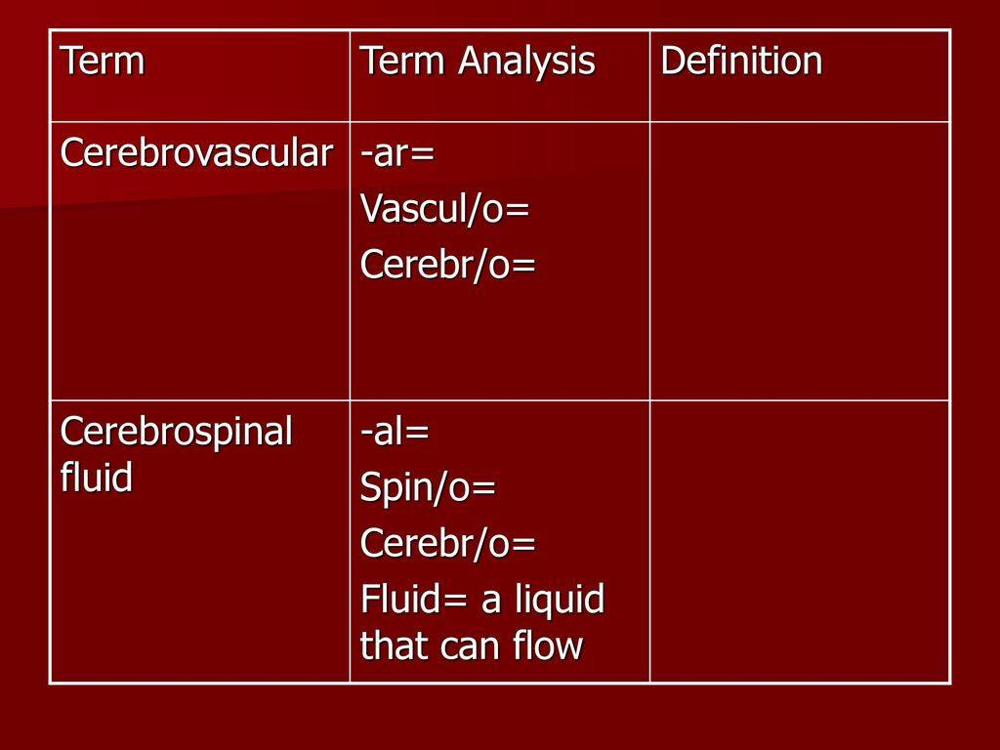 Term
Term Analysis
Definition
Cerebrovascular
-ar=
Vascul/o=
Cerebr/o=
Cerebrospinal
fluid
-al=
Spin/o=
Cerebr/o=
Fluid= a liquid
that can flow